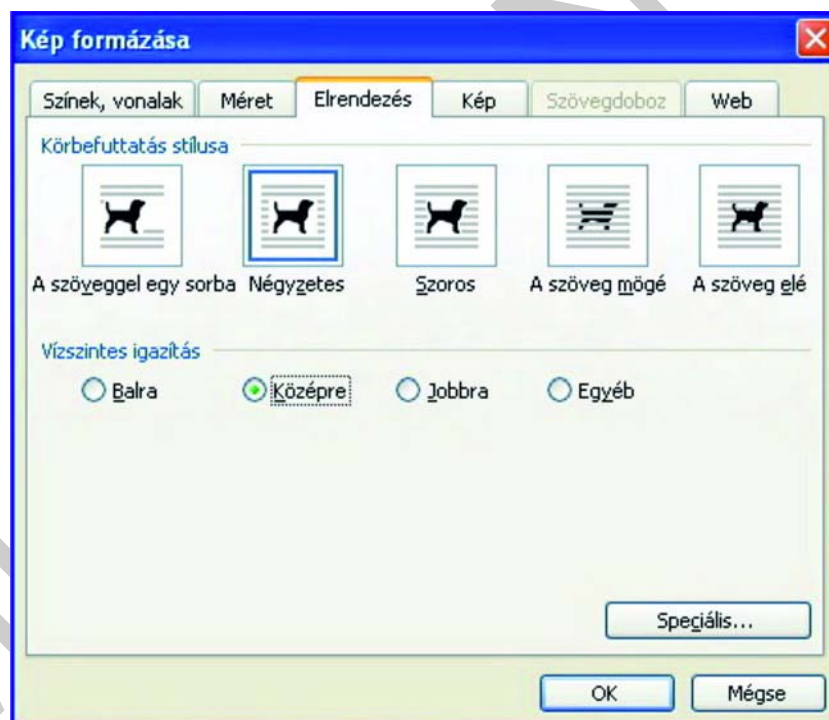 Kép formázása
Színek, vonalak Méret Elrendezés Kép Szövegdoboz Web
Körbefuttatás stílusa
A szöveggel egy sorba Négyzetes Szoros A szöveg mögé A szöveg elé
Vízszintes igazítás
Balra Középre Jobbra Egyéb
Speciális...
OK Mégse